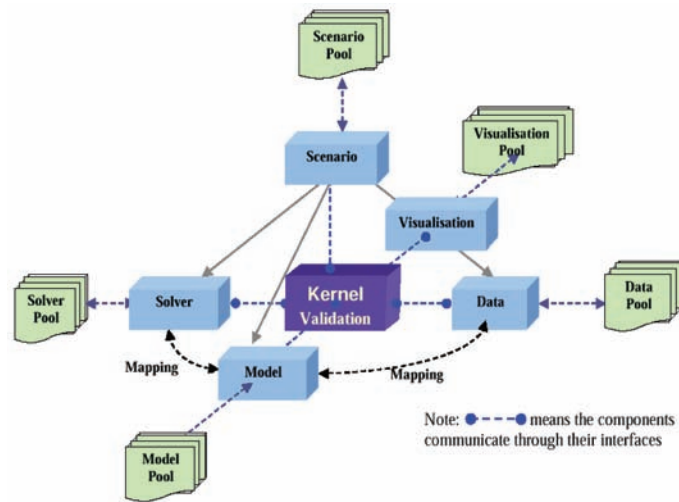 Scenario
Pool
Visualisation
Pool
Scenario
Visualisation
Solver
Pool
Solver
Kernel
Validation
Data
Data
Pool
Mapping
Model
Mapping
Note: means the components
communicate through their interfaces
Model
Pool